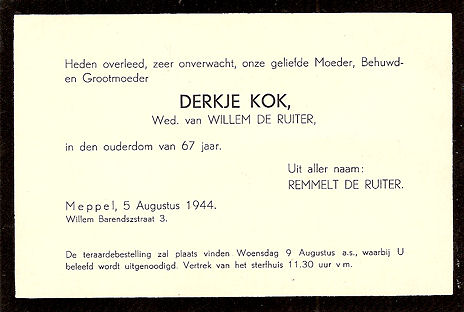 Heden overleed, zeer onverwacht, onze geliefde Moeder, Behuwd-
en Grootmoeder
DERKJE KOK,
Wed. van WILLEM DE RUITER,
in den ouderdom van 67 jaar.
Uit aller naam:
REMMELT DE RUITER.
Meppel, 5 Augustus 1944.
Willem Barendszstraat 3.
De teraardebestelling zal plaats vinden Woensdag 9 Augustus a.s., waarbij U
beleefd wordt uitgenoodigd. Vertrek van het sterfhuis 11.30 uur v m.